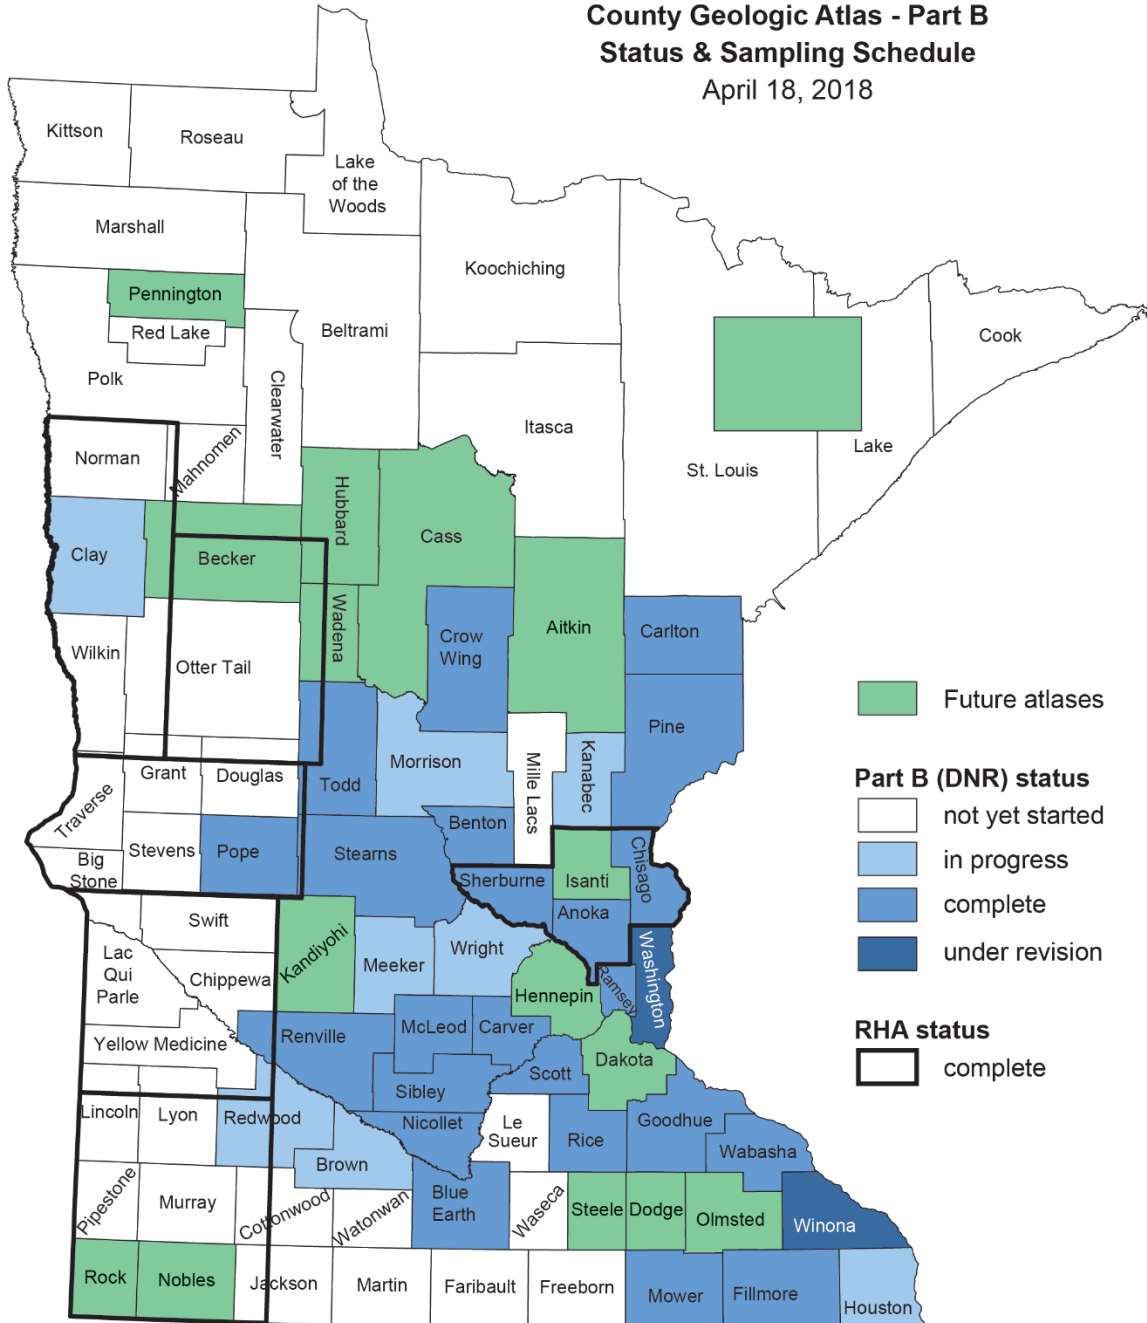 County Geologic Atlas - Part B
Status & Sampling Schedule
April 18, 2018
Kittson
Roseau
Lake
of the
Woods
Marshall
Koochiching
Pennington
Red Lake
Beltrami
Cook
Polk
Clearwater
Itasca
Lake
St. Louis
Norman
Mahnomen
Hubbard
Cass
Clay
Becker
Wadena
Aitkin
Carlton
Crow
Wing
Wilkin
Otter Tail
Pine
Future atlases
Grant
Douglas
Morrison
Mille Lacs
Kanabec
Todd
Traverse
Part B (DNR) status
not yet started
Benton
Stevens
Pope
Stearns
Big
Stone
Chisago
in progress
Sherburne
Isanti
complete
Anoka
Swift
Kandiyohi
Wright
Washington
under revision
Lac
Qui
Parle
Meeker
Chippewa
Hennepin
Ramsey
RHA status
complete
Yellow Medicine
Renville
McLeod
Carver
Dakota
Scott
Sibley
Lincoln
Lyon
Redwood
Nicollet
Le
Sueur
Rice
Goodhue
Wabasha
Brown
Pipestone
Murray
Cottonwood
Watonwan
Blue
Earth
Waseca
Steele
Dodge
Olmsted
Winona
Rock
Nobles
Jackson
Martin
Faribault
Freeborn
Mower
Fillmore
Houston